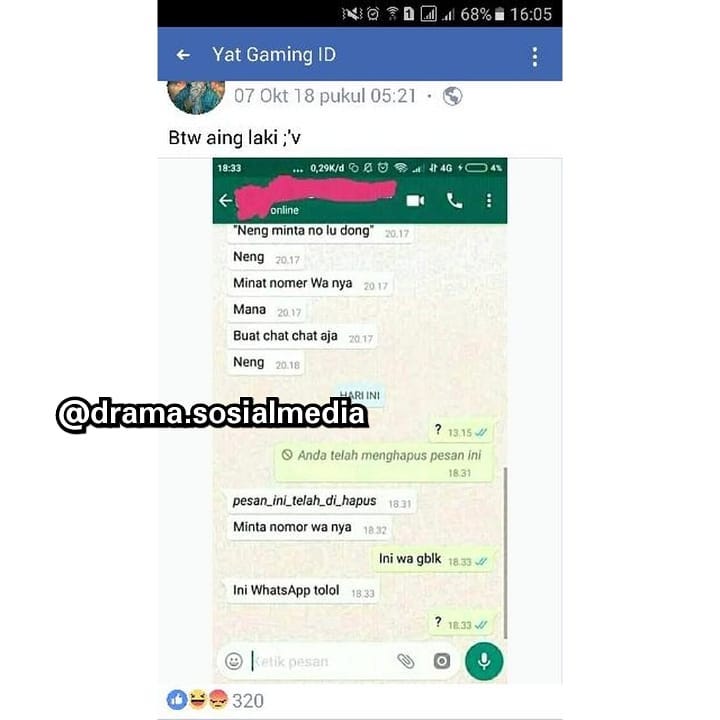 68% 16:05
Yat Gaming ID
07 Okt 18 pukul 05:21 ·
Btw aing laki ;'v
18:33 ... 0,29K/d 4G 4%
online
"Neng minta no lu dong" 20.17
Neng 20.17
Minat nomer Wa nya 20.17
Mana 20.17
Buat chat chat aja 20.17
Neng 20.18
HARI INI
@drama.sosialmedia
? 13.15
Anda telah menghapus pesan ini
18.31
pesan_ini_telah_di_hapus 18.31
Minta nomor wa nya 18.32
Ini wa gblk 18.33
Ini WhatsApp tolol 18.33
? 18.33
Ketik pesan
320